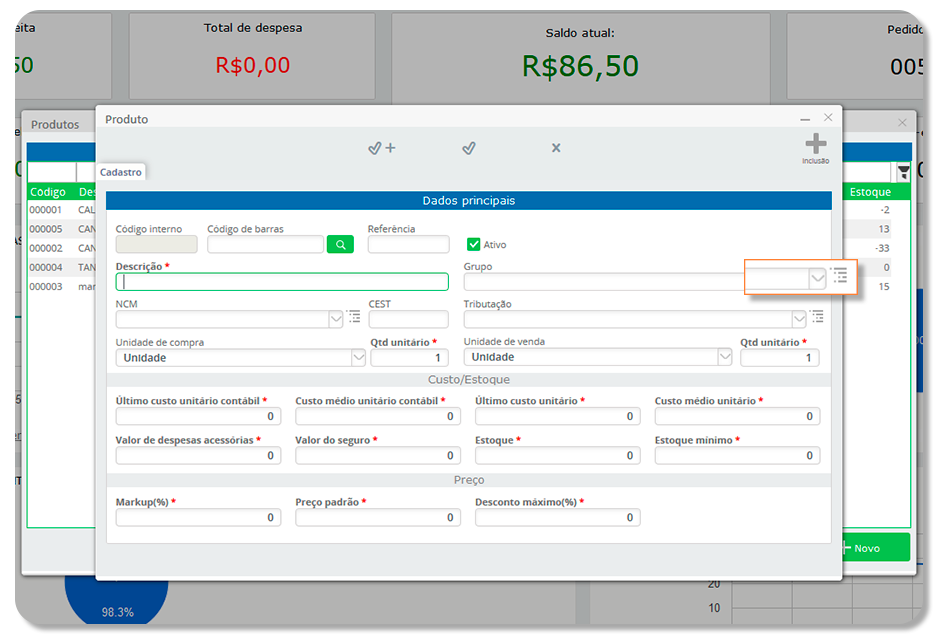 eita
Total de despesa
Saldo atual:
Pedido
50
R$0,00
R$86,50
005
Produtos
Produto
Inclusão
Cadastro
Dados principais
Código
Des
Estoque
000001 CAL -2
000005 CAN 13
000002 CAN -33
000004 TAN 0
000003 mar 15
Código interno
Código de barras
Referência
Ativo
Descrição *
Grupo
NCM
CEST
Tributação
Unidade de compra
Qtd unitário *
Unidade de venda
Qtd unitário *
Unidade
1
Unidade
1
Custo/Estoque
Último custo unitário contábil *
Custo médio unitário contábil *
Último custo unitário *
Custo médio unitário *
0
0
0
0
Valor de despesas acessórias *
Valor do seguro *
Estoque *
Estoque mínimo *
0
0
0
0
Preço
Markup(%) *
Preço padrão *
Desconto máximo(%) *
0
0
0
+ Novo
98.3%
20
10